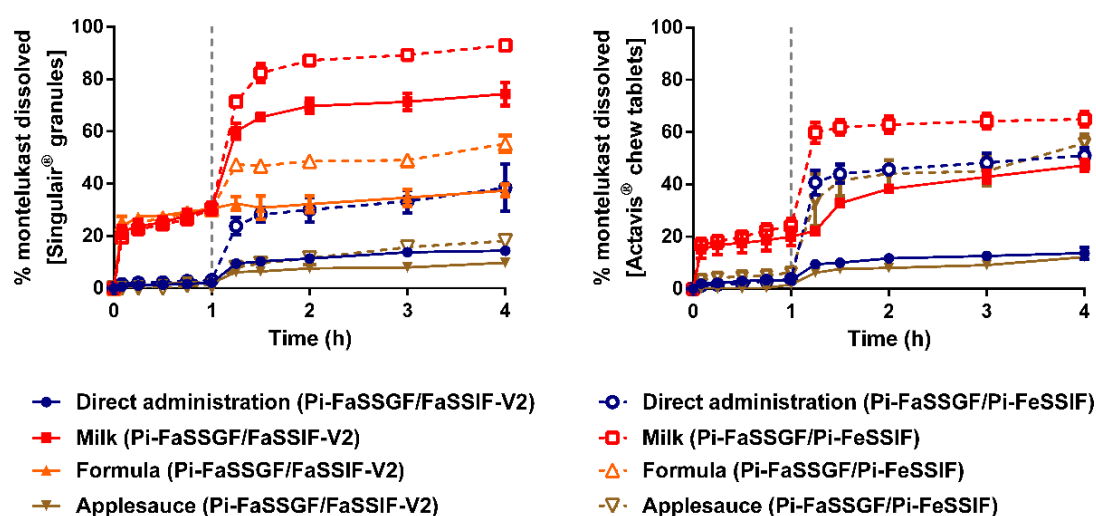 % montelukast dissolved
[Singulair® granules]
100
80
60
40
20
0
0
1
2
3
4
Time (h)
% montelukast dissolved
[Actavis® chew tablets]
100
80
60
40
20
0
0
1
2
3
4
Time (h)
Direct administration (Pi-FaSSGF/FaSSIF-V2)
Milk (Pi-FaSSGF/FaSSIF-V2)
Formula (Pi-FaSSGF/FaSSIF-V2)
Applesauce (Pi-FaSSGF/FaSSIF-V2)
Direct administration (Pi-FaSSGF/Pi-FeSSIF)
Milk (Pi-FaSSGF/Pi-FeSSIF)
Formula (Pi-FaSSGF/Pi-FeSSIF)
Applesauce (Pi-FaSSGF/Pi-FeSSIF)